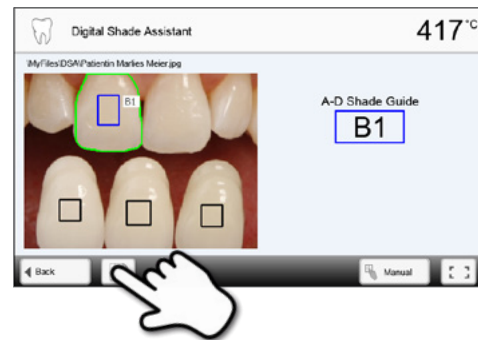 Digital Shade Assistant
417°C
\MyFiles\DSA\Patientin Marlies Meier.jpg
B1
A-D Shade Guide
B1
Back
Manual